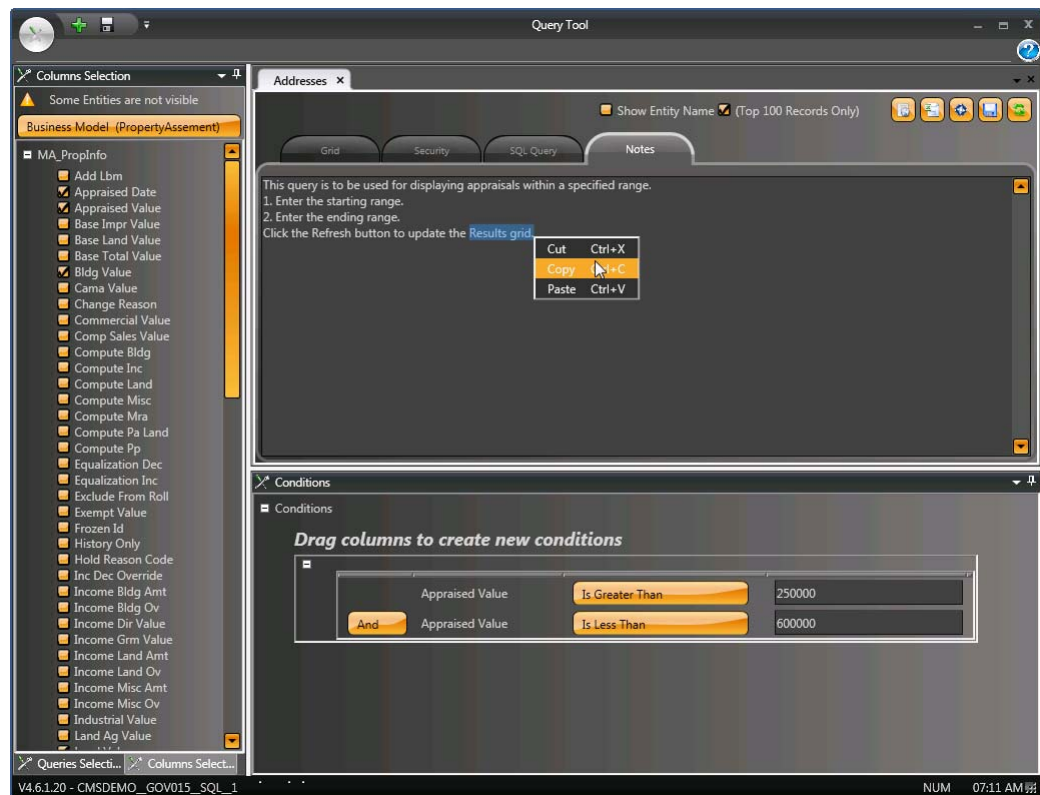 Query Tool
Columns Selection
Some Entities are not visible
Business Model (PropertyAssement)
MA_PropInfo
Add Lbm
Appraised Date
Appraised Value
Base Impr Value
Base Land Value
Base Total Value
Bldg Value
Cama Value
Change Reason
Commercial Value
Comp Sales Value
Compute Bldg
Compute Inc
Compute Land
Compute Misc
Compute Mra
Compute Pa Land
Compute Pp
Equalization Dec
Equalization Inc
Exclude From Roll
Exempt Value
Frozen Id
History Only
Hold Reason Code
Inc Dec Override
Income Bldg Amt
Income Bldg Ov
Income Dir Value
Income Grm Value
Income Land Amt
Income Land Ov
Income Misc Amt
Income Misc Ov
Industrial Value
Land Ag Value
Queries Selecti... Columns Select...
Addresses
Show Entity Name (Top 100 Records Only)
Grid Security SQL Query Notes
This query is to be used for displaying appraisals within a specified range.
1. Enter the starting range.
2. Enter the ending range.
Click the Refresh button to update the Results grid.
Cut Ctrl+X
Copy Ctrl+C
Paste Ctrl+V
Conditions
Conditions
Drag columns to create new conditions
Appraised Value Is Greater Than 250000
And Appraised Value Is Less Than 600000
V4.6.1.20 - CMSDEMO_GOV015_SQL_1 NUM 07:11 AM